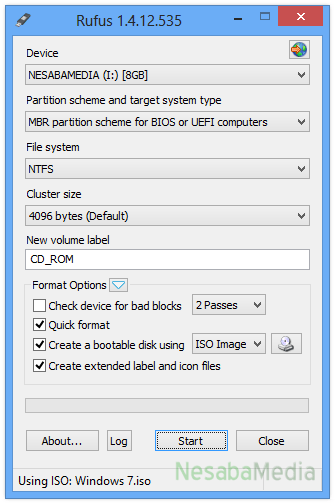 Rufus 1.4.12.535
Device
NESABAMEDIA (I:) [8GB]
Partition scheme and target system type
MBR partition scheme for BIOS or UEFI computers
File system
NTFS
Cluster size
4096 bytes (Default)
New volume label
CD_ROM
Format Options
Check device for bad blocks 2 Passes
Quick format
Create a bootable disk using ISO Image
Create extended label and icon files
About... Log Start Close
NesabaMedia
Using ISO: Windows 7.iso